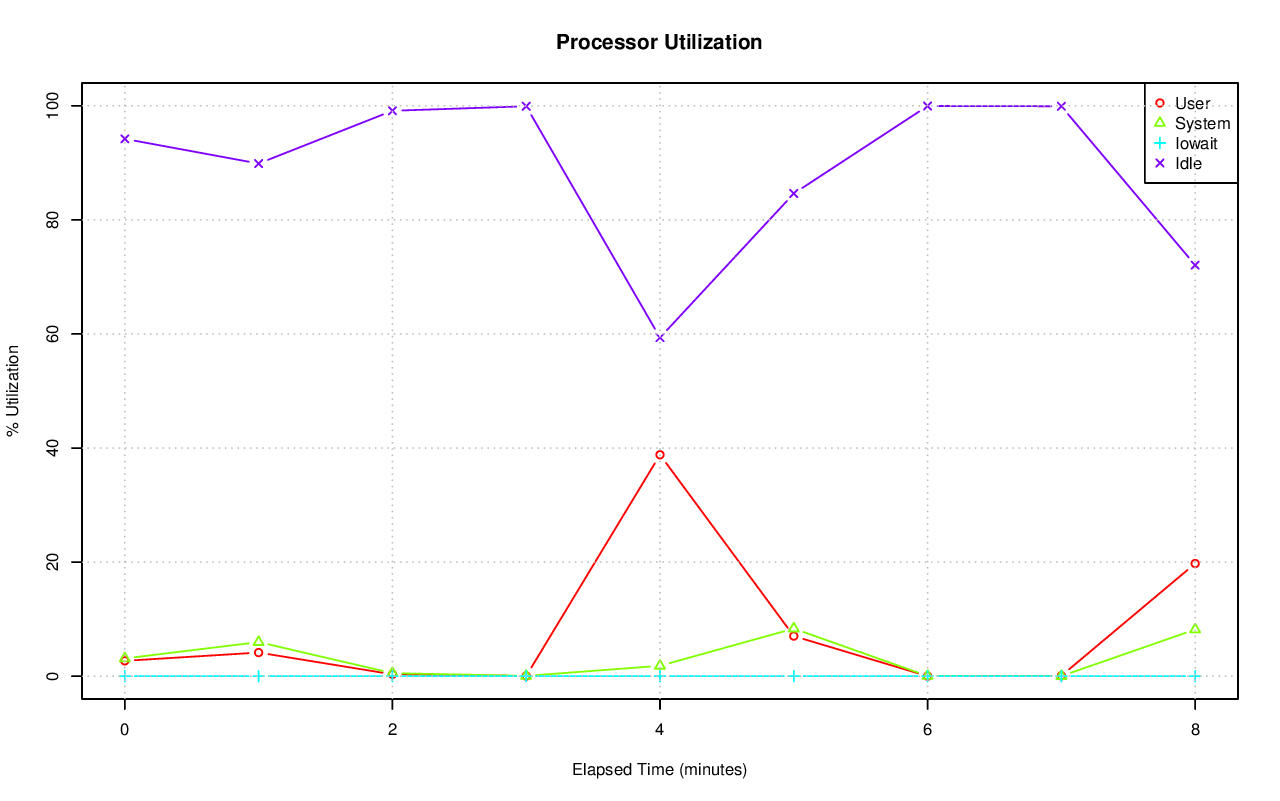 Processor Utilization
% Utilization
100
80
60
40
20
0
User
System
Iowait
Idle
0 2 4 6 8
Elapsed Time (minutes)